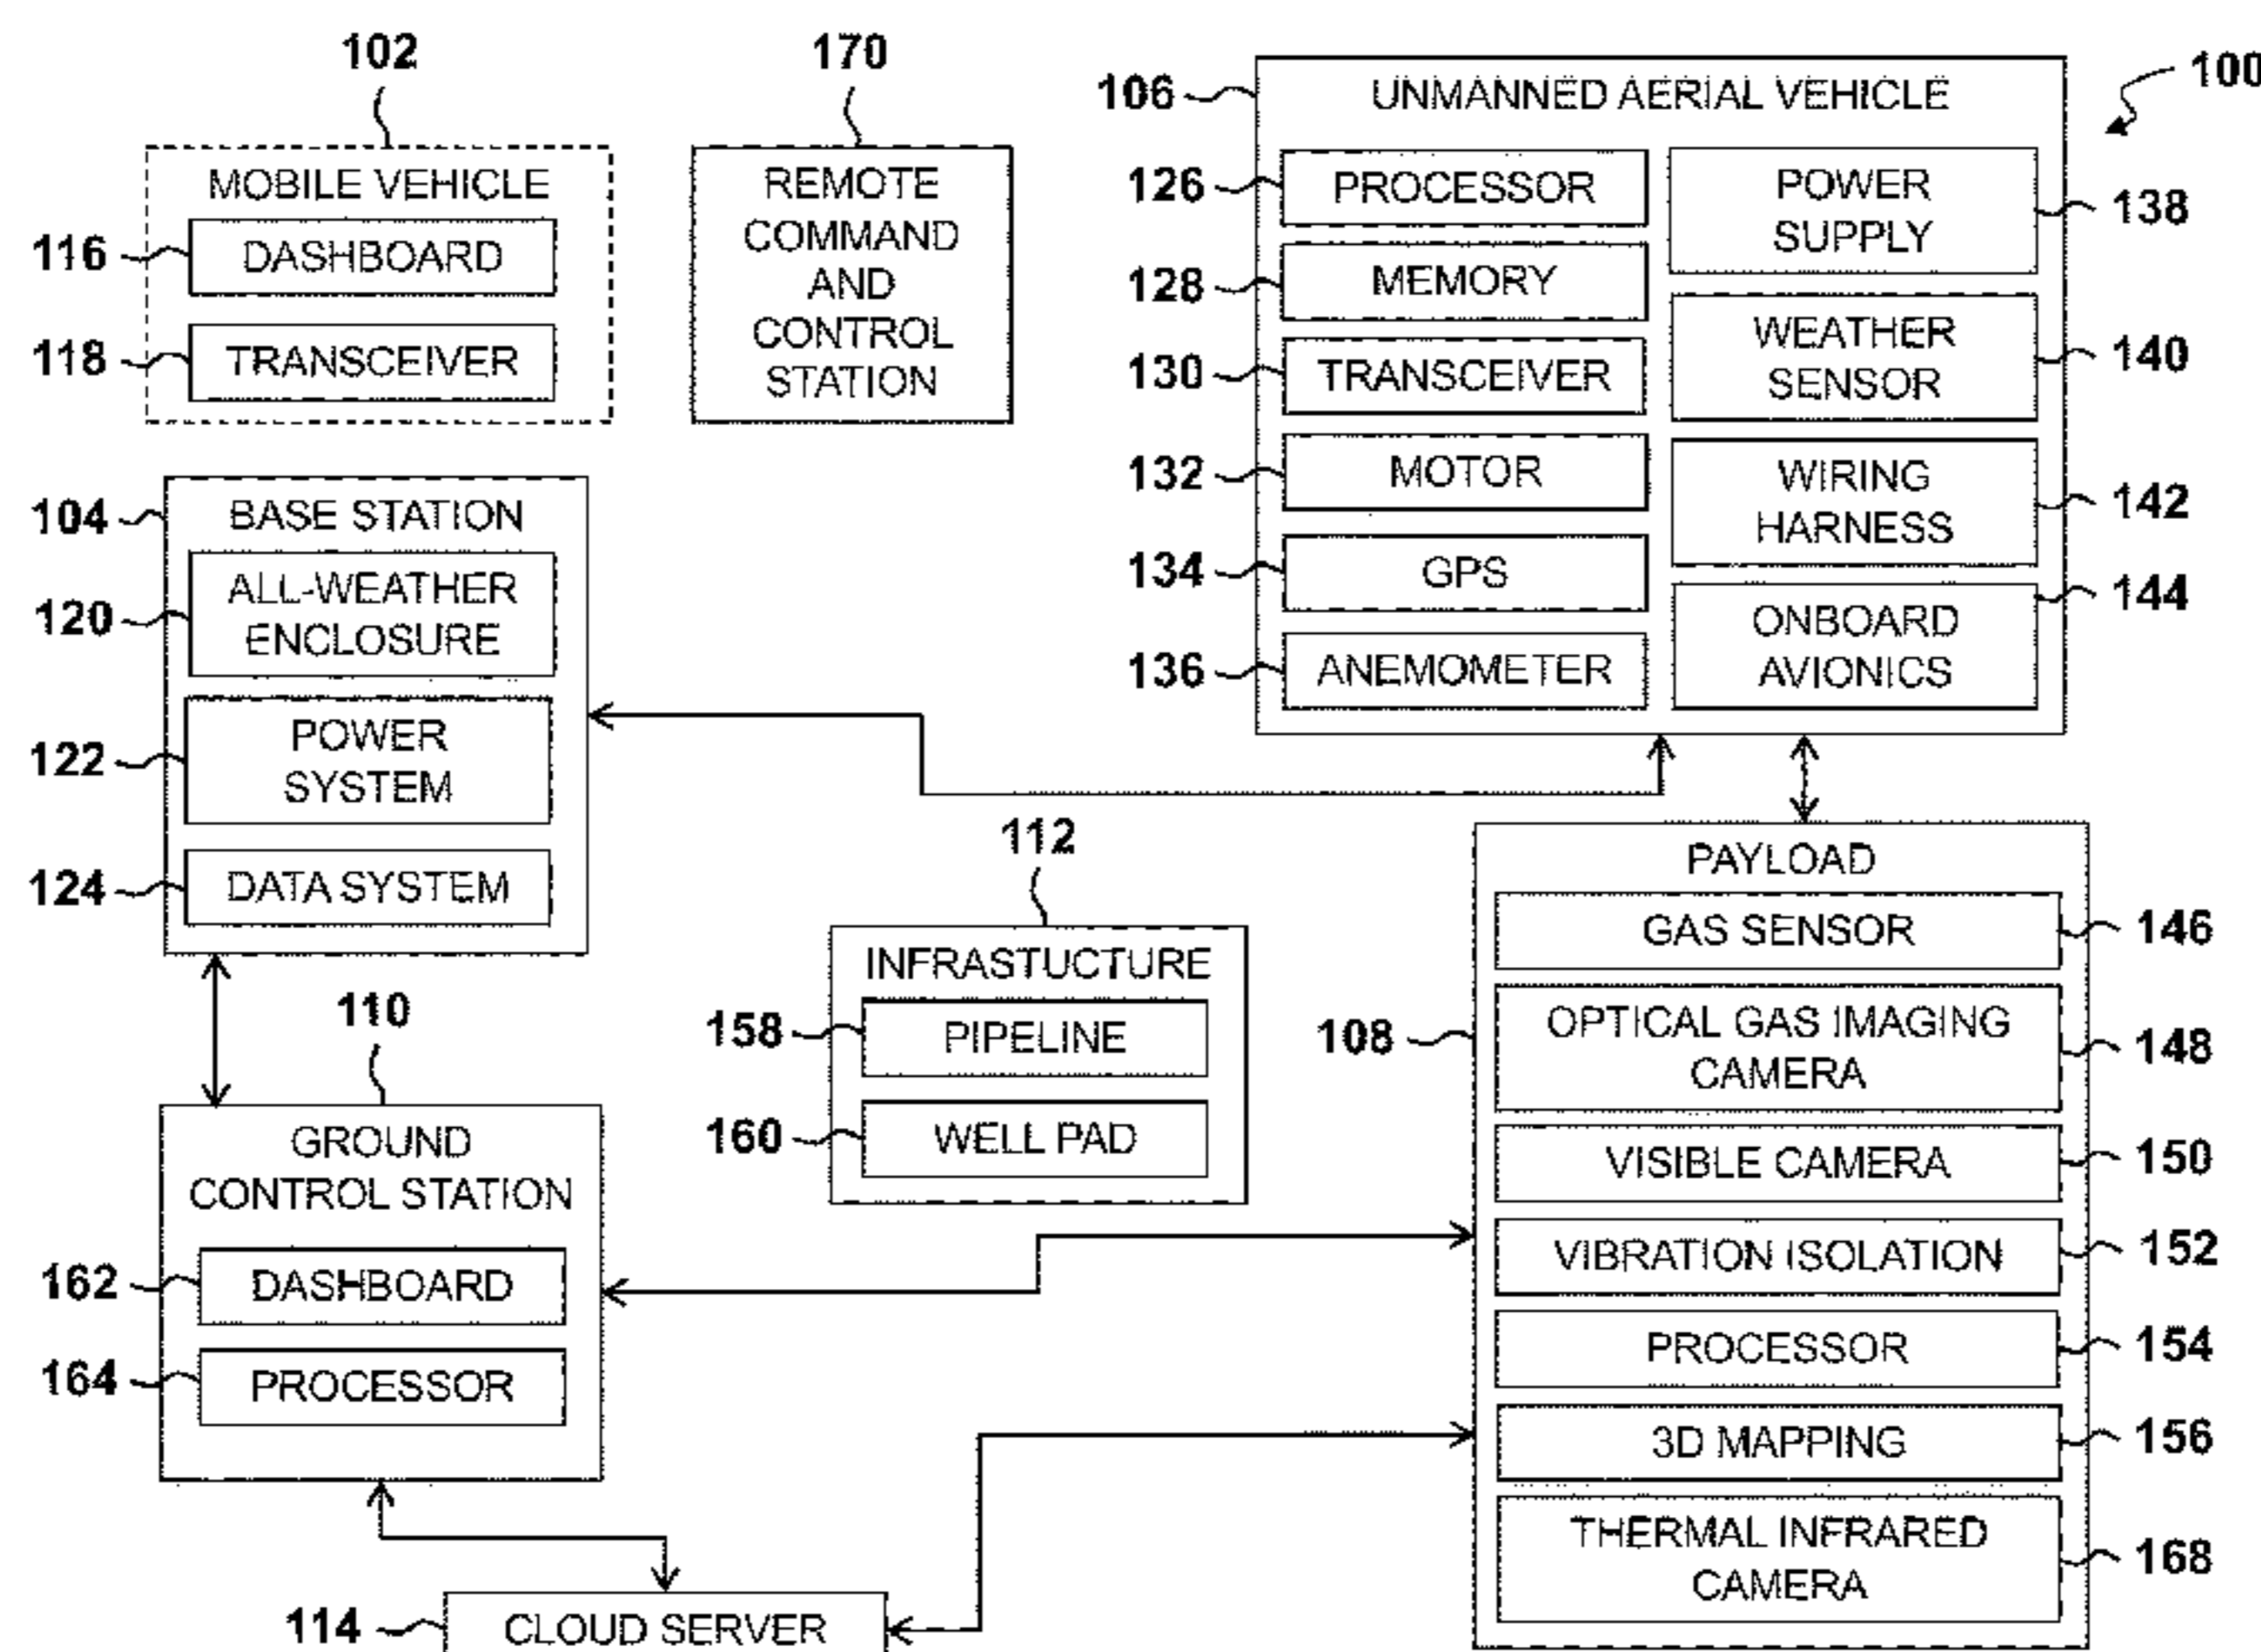 102
MOBILE VEHICLE
116
DASHBOARD
118
TRANSCEIVER
170
REMOTE
COMMAND
AND
CONTROL
STATION
100
106
UNMANNED AERIAL VEHICLE
126
PROCESSOR
128
MEMORY
130
TRANSCEIVER
132
MOTOR
134
GPS
136
ANEMOMETER
POWER
SUPPLY
138
WEATHER
SENSOR
140
WIRING
HARNESS
142
ONBOARD
AVIONICS
144
104
BASE STATION
120
ALL-WEATHER
ENCLOSURE
122
POWER
SYSTEM
124
DATA SYSTEM
112
INFRASTUCTURE
158
PIPELINE
160
WELL PAD
108
PAYLOAD
GAS SENSOR
146
OPTICAL GAS IMAGING
CAMERA
148
VISIBLE CAMERA
150
VIBRATION ISOLATION
152
PROCESSOR
154
3D MAPPING
156
THERMAL INFRARED
CAMERA
168
110
GROUND
CONTROL STATION
162
DASHBOARD
164
PROCESSOR
114
CLOUD SERVER